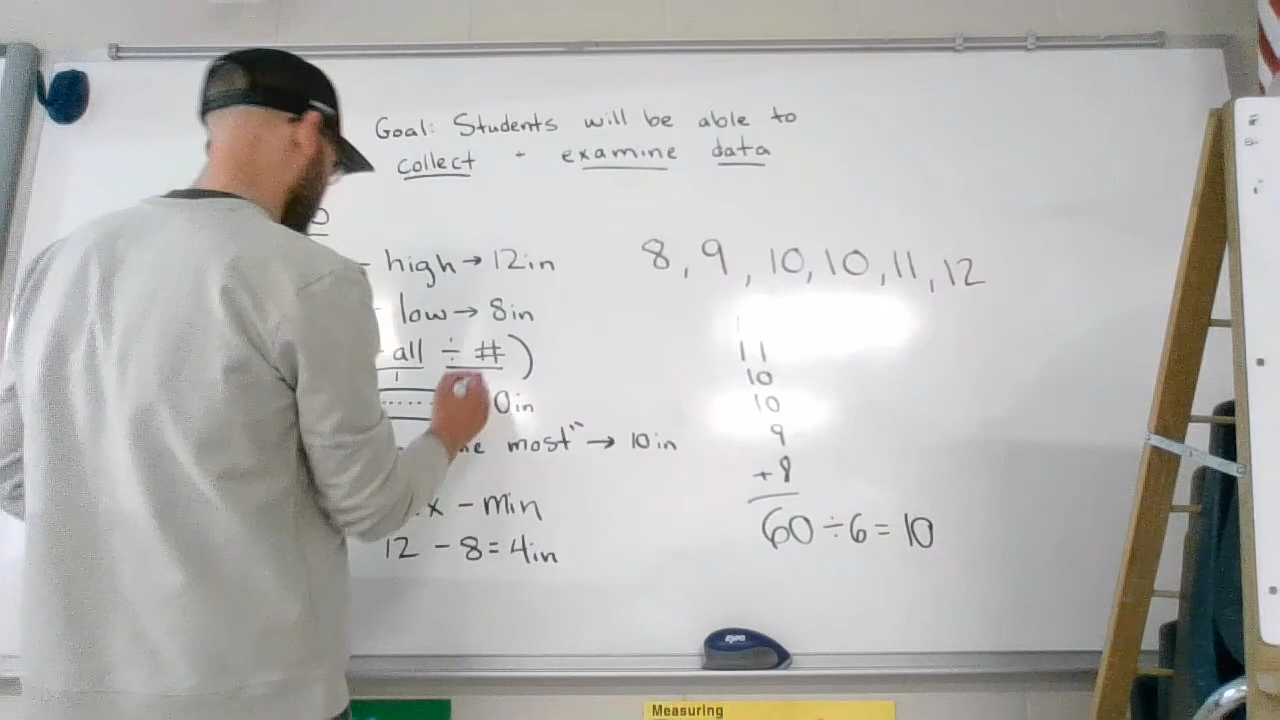 Goal: Students will be able to
collect + examine data
- high → 12in
low → 8in
all ÷ #)
0in
most" → 10in
x - min
12 - 8 = 4in
8, 9, 10, 10, 11, 12
11
10
10
9
+8
60 ÷ 6 = 10
EXPO
Measuring